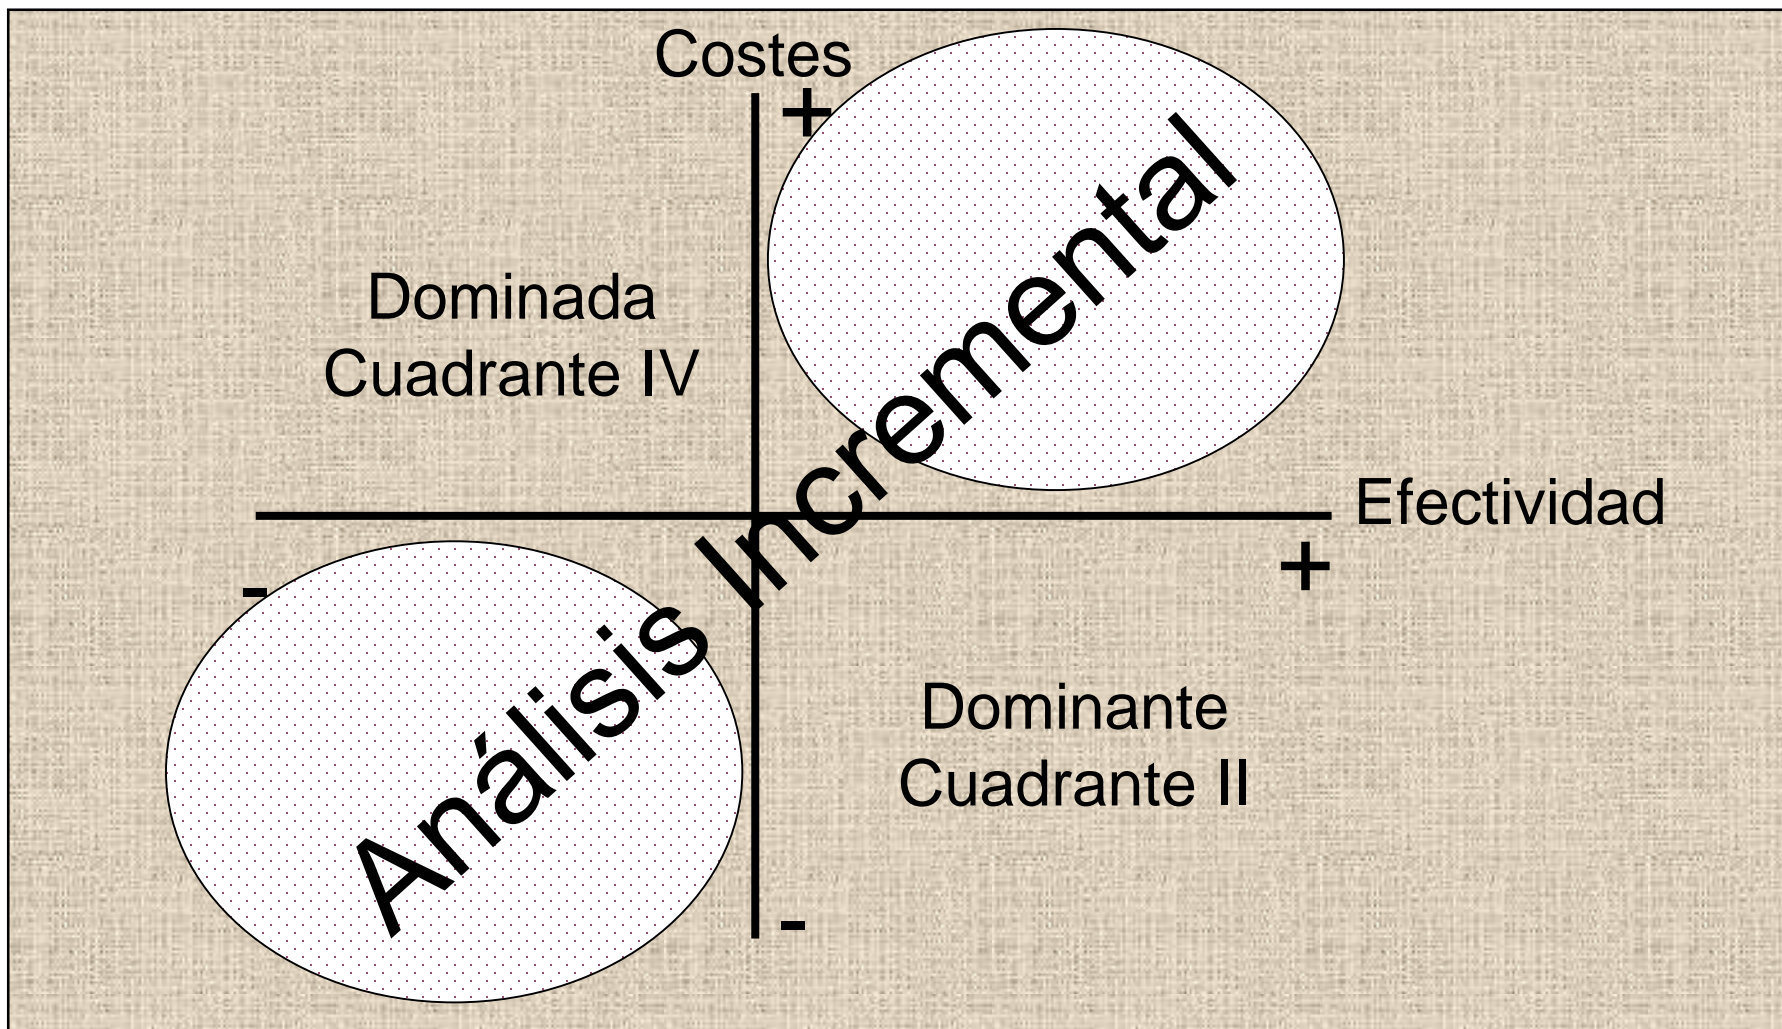 Costes
+
Dominada
Cuadrante IV
Análisis Incremental
Efectividad
-
+
Dominante
Cuadrante II
-